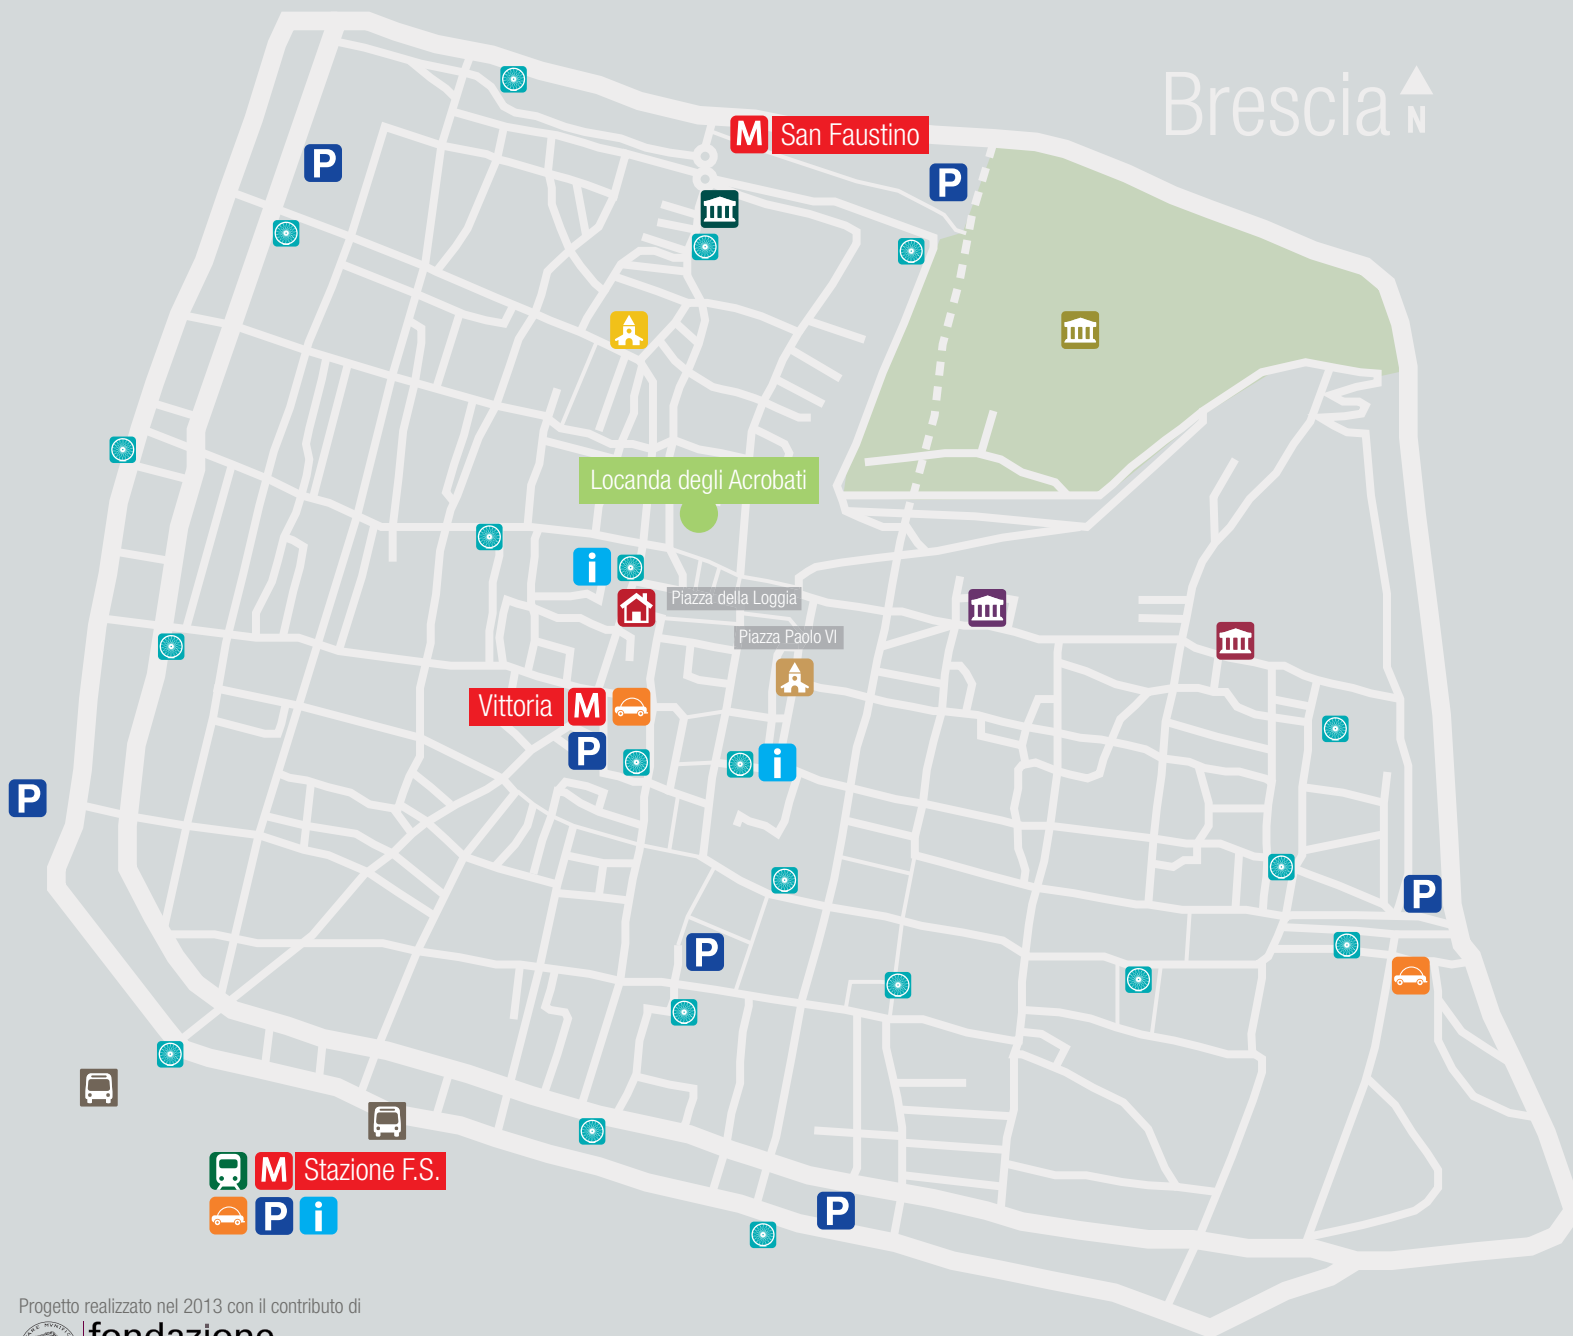 Brescia
N
M San Faustino
P
P
Locanda degli Acrobati
i
Piazza della Loggia
Piazza Paolo VI
Vittoria M
P
i
P
P
P
M Stazione F.S.
P i
P
Progetto realizzato nel 2013 con il contributo di
fondazione